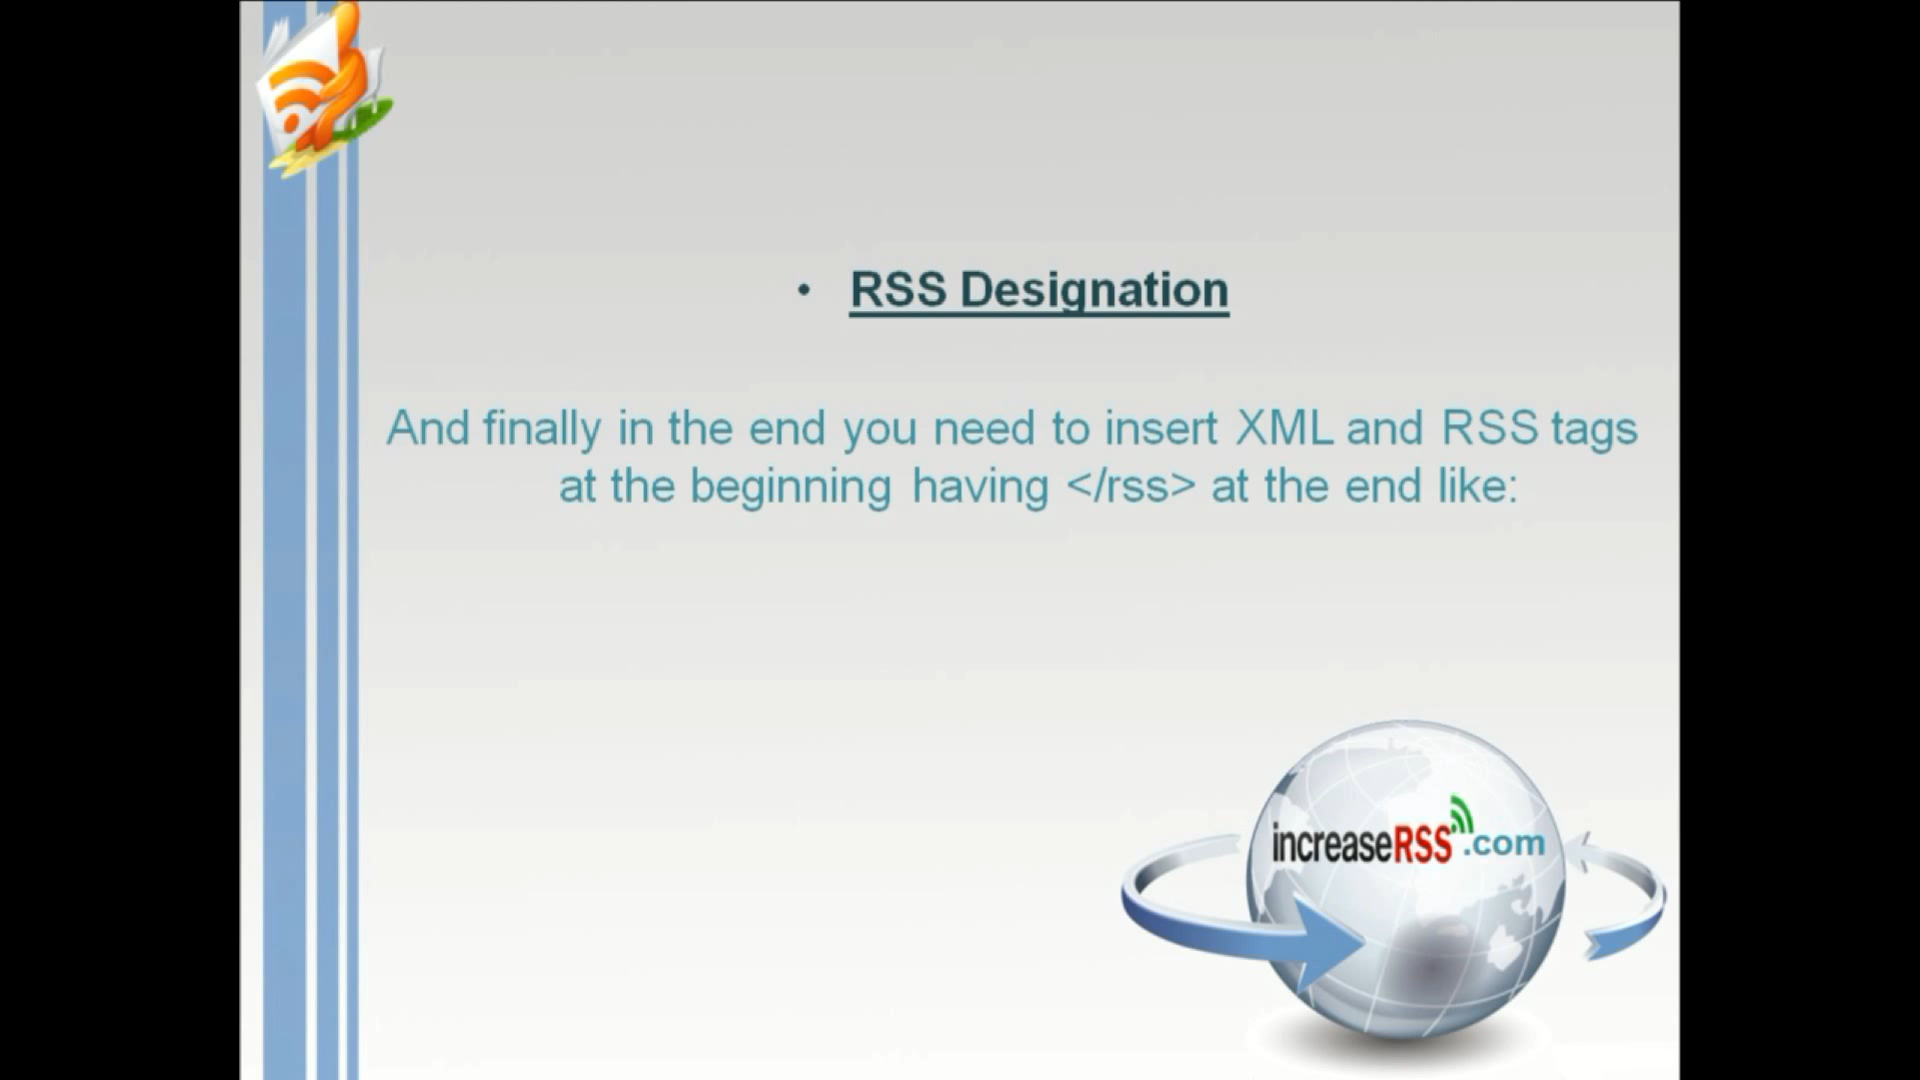 • RSS Designation
And finally in the end you need to insert XML and RSS tags
at the beginning having </rss> at the end like:
increaseRSS.com